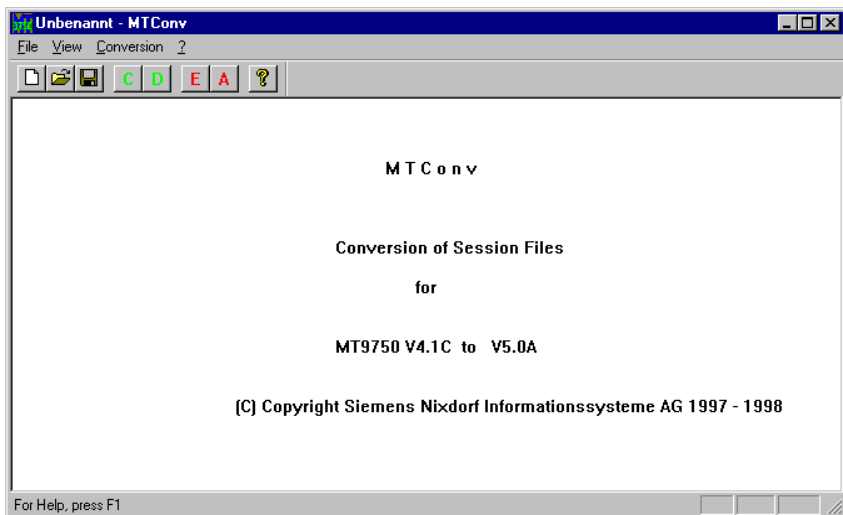 Unbenannt - MTConv
File View Conversion ?
C D E A ?
M T C o n v
Conversion of Session Files
for
MT9750 V4.1C to V5.0A
(C) Copyright Siemens Nixdorf Informationssysteme AG 1997 - 1998
For Help, press F1